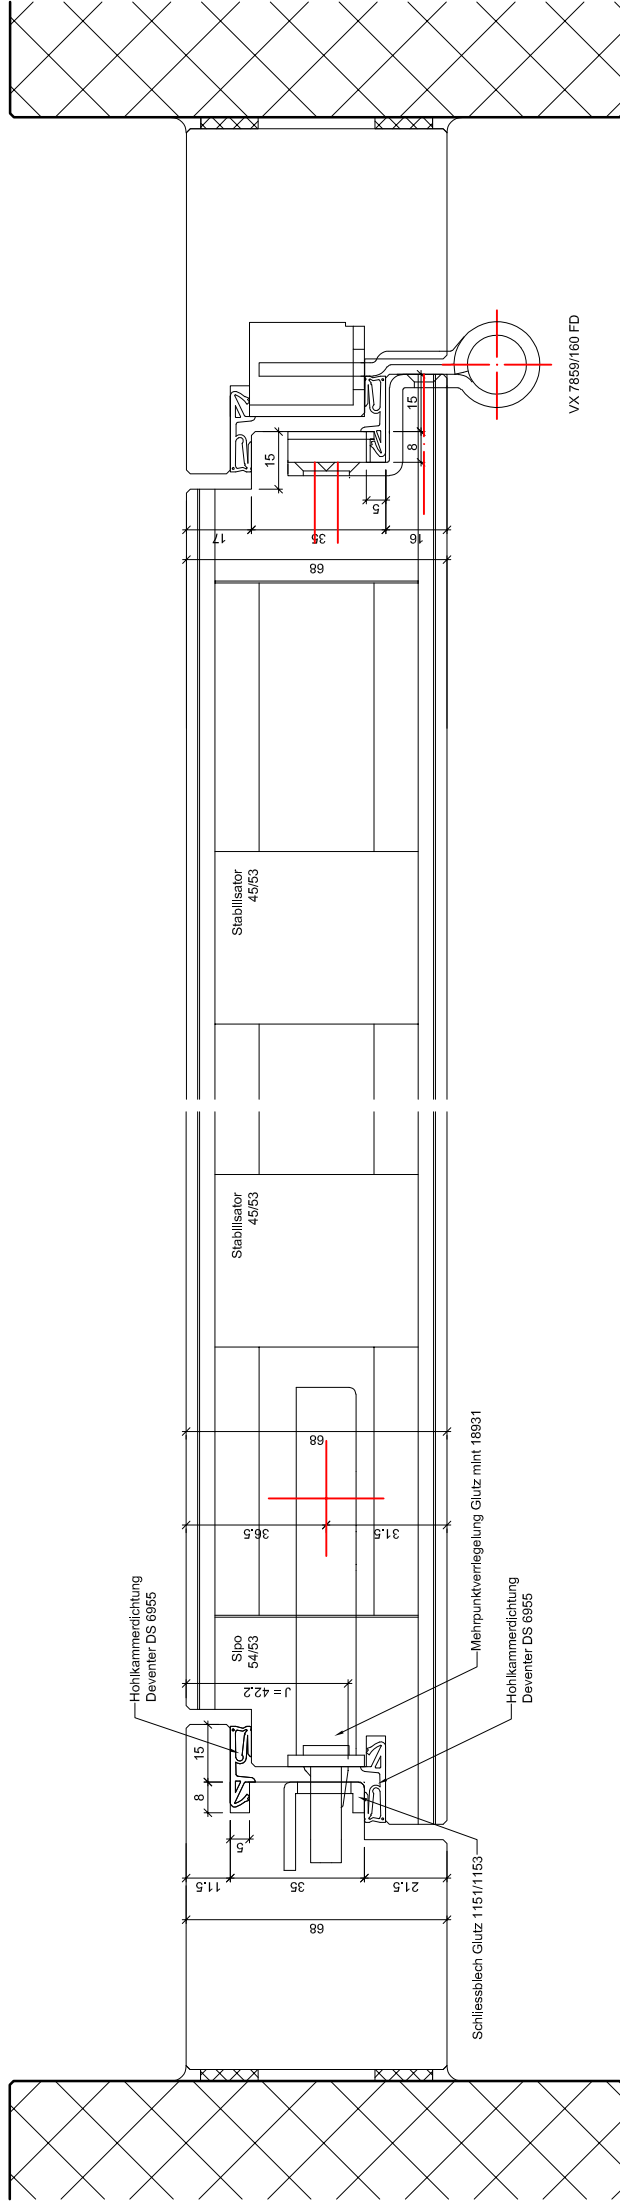 VX 7859/160 FD
15
8
15
5
17
35
16
68
Stabilisator
45/53
Stabilisator
45/53
68
36.5
31.5
Mehrpunktverriegelung Glutz mint 18931
Hohlkammerdichtung
Deventer DS 6955
Sipo
54/53
J = 42.2
Hohlkammerdichtung
Deventer DS 6955
15
8
5
11.5
35
21.5
68
Schliessblech Glutz 1151/1153